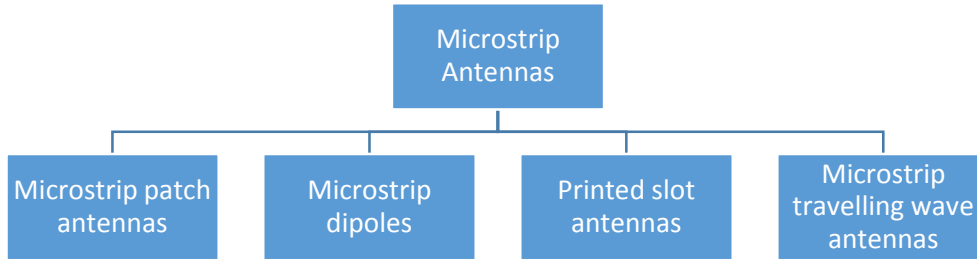 Microstrip
Antennas
Microstrip patch
antennas
Microstrip
dipoles
Printed slot
antennas
Microstrip
travelling wave
antennas